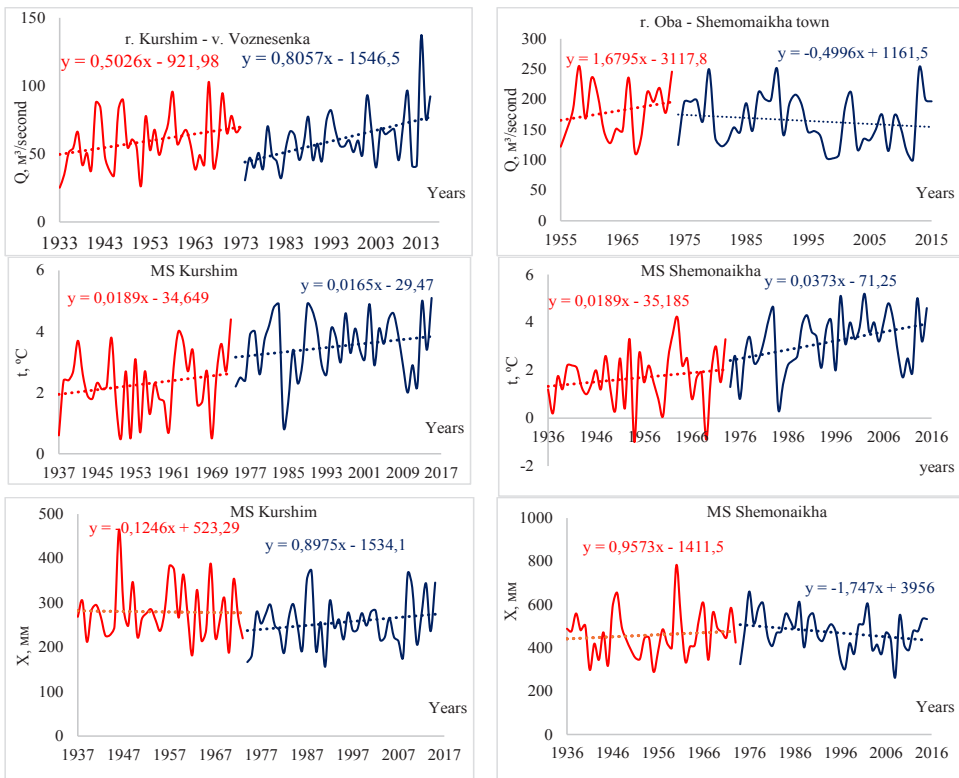 r. Kurshim - v. Voznesenka
y = 0,5026x - 921,98
y = 0,8057x - 1546,5
150
100
50
0
Q, м³/second
Years
1933 1943 1953 1963 1973 1983 1993 2003 2013
r. Oba - Shemomaikha town
y = 1,6795x - 3117,8
y = -0,4996x + 1161,5
300
250
200
150
100
50
0
Q, м³/second
Years
1955 1965 1975 1985 1995 2005 2015
MS Kurshim
y = 0,0189x - 34,649
y = 0,0165x - 29,47
6
4
2
0
t, ºC
Years
1937 1945 1953 1961 1969 1977 1985 1993 2001 2009 2017
MS Shemonaikha
y = 0,0189x - 35,185
y = 0,0373x - 71,25
6
4
2
0
-2
t, ºC
1936 1946 1956 1966 1976 1986 1996 2006 2016
years
MS Kurshim
y = -0,1246x + 523,29
y = 0,8975x - 1534,1
500
400
300
200
100
0
X, мм
Years
1937 1947 1957 1967 1977 1987 1997 2007 2017
MS Shemonaikha
y = 0,9573x - 1411,5
y = -1,747x + 3956
1000
800
600
400
200
0
X, мм
Years
1936 1946 1956 1966 1976 1986 1996 2006 2016